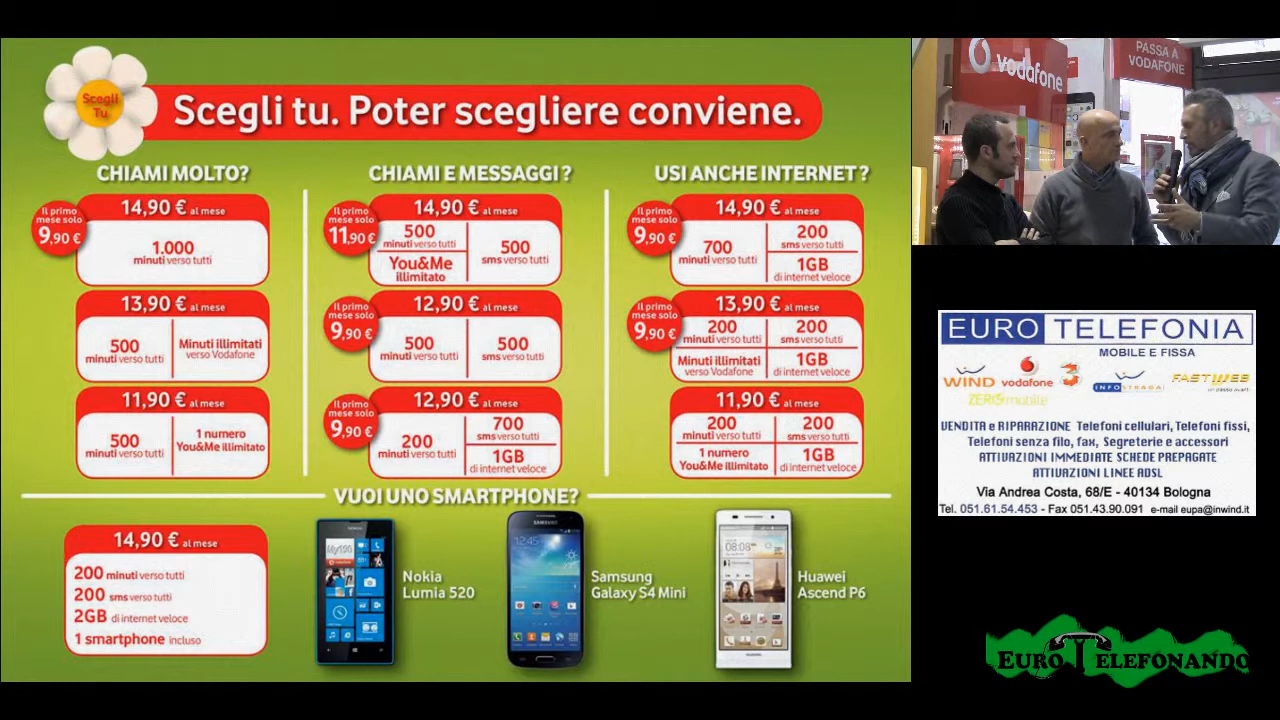 Scegli
Tu
Scegli tu. Poter scegliere conviene.
CHIAMI MOLTO?
14,90 € al mese
Il primo
mese solo
9,90 €
1.000
minuti verso tutti
13,90 € al mese
500
minuti verso tutti
Minuti illimitati
verso Vodafone
11,90 € al mese
500
minuti verso tutti
1 numero
You&Me illimitato
CHIAMI E MESSAGGI?
14,90 € al mese
Il primo
mese solo
11,90 €
500
minuti verso tutti
You&Me
illimitato
500
sms verso tutti
12,90 € al mese
Il primo
mese solo
9,90 €
500
minuti verso tutti
500
sms verso tutti
12,90 € al mese
Il primo
mese solo
9,90 €
200
minuti verso tutti
700
sms verso tutti
1GB
di internet veloce
USI ANCHE INTERNET?
14,90 € al mese
Il primo
mese solo
9,90 €
700
minuti verso tutti
200
sms verso tutti
1GB
di internet veloce
13,90 € al mese
Il primo
mese solo
9,90 €
200
minuti verso tutti
Minuti illimitati
verso Vodafone
200
sms verso tutti
1GB
di internet veloce
11,90 € al mese
200
minuti verso tutti
1 numero
You&Me illimitato
200
sms verso tutti
1GB
di internet veloce
VUOI UNO SMARTPHONE?
14,90 € al mese
200 minuti verso tutti
200 sms verso tutti
2GB di internet veloce
1 smartphone incluso
Nokia
Lumia 520
Samsung
Galaxy S4 Mini
Huawei
Ascend P6
vodafone
PASSA A
VODAFONE
EURO TELEFONIA
MOBILE E FISSA
WIND vodafone 3 INFOSTRADA FASTWEB
ZEROmobile
VENDITA e RIPARAZIONE Telefoni cellulari, Telefoni fissi,
Telefoni senza filo, fax, Segreterie e accessori
ATTIVAZIONI IMMEDIATE SCHEDE PREPAGATE
ATTIVAZIONI LINEE ADSL
Via Andrea Costa, 68/E - 40134 Bologna
Tel. 051.61.54.453 - Fax 051.43.90.091 e-mail eupa@inwind.it
EURO TELEFONANDO